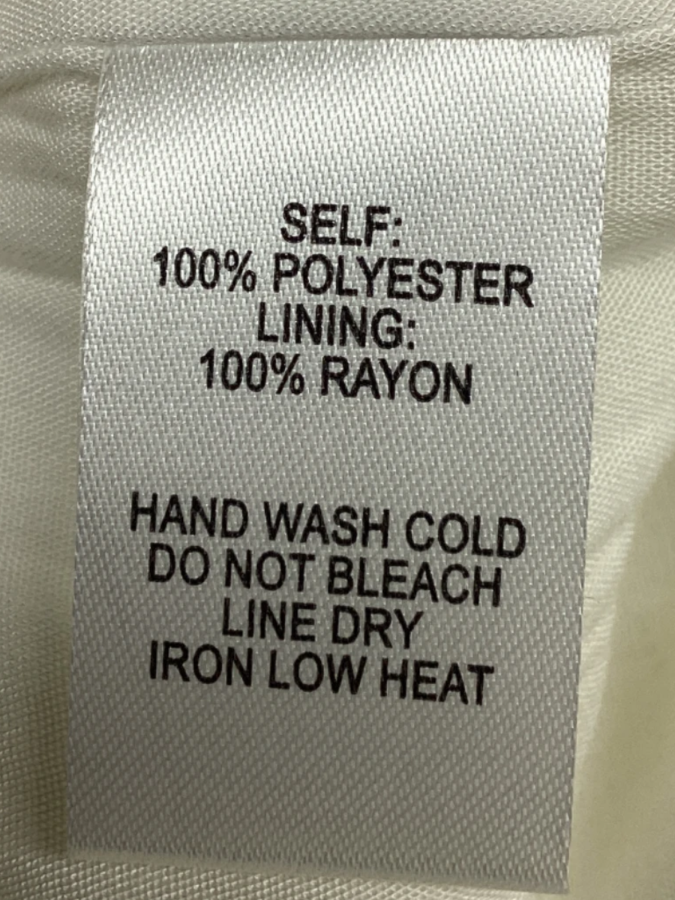 SELF:
100% POLYESTER
LINING:
100% RAYON
HAND WASH COLD
DO NOT BLEACH
LINE DRY
IRON LOW HEAT